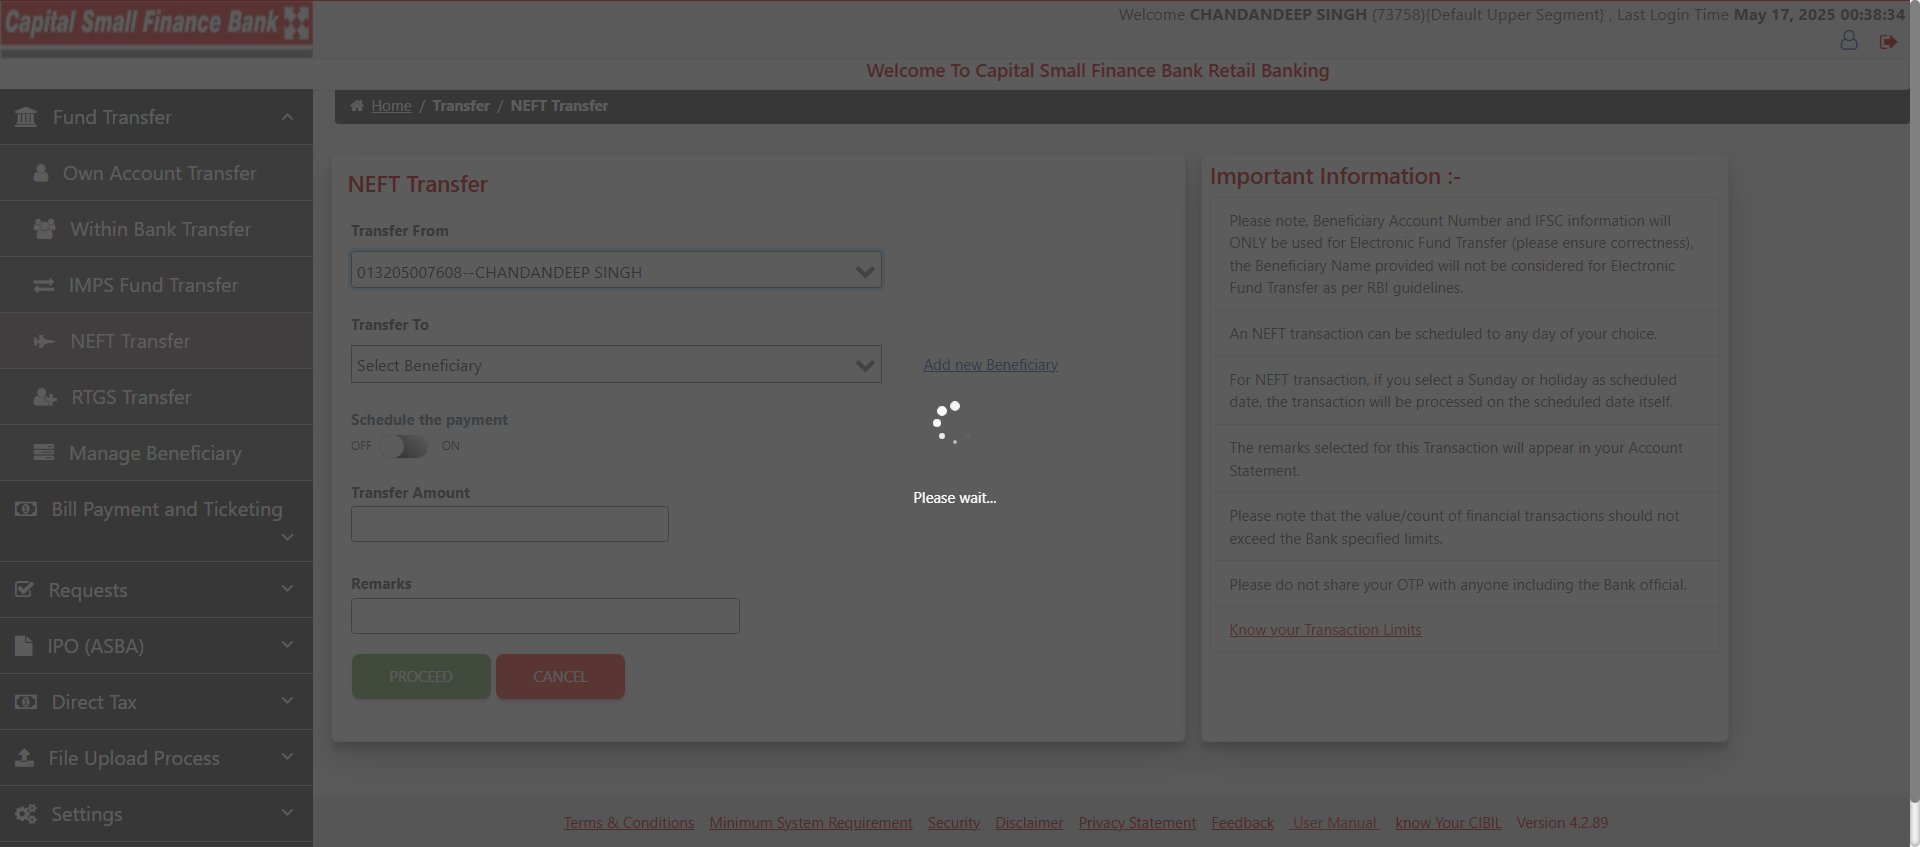 Capital Small Finance Bank
Welcome CHANDANDEEP SINGH (73758){Default Upper Segment} , Last Login Time May 17, 2025 00:38:34
Welcome To Capital Small Finance Bank Retail Banking
Home / Transfer / NEFT Transfer
Fund Transfer
Own Account Transfer
Within Bank Transfer
IMPS Fund Transfer
NEFT Transfer
RTGS Transfer
Manage Beneficiary
Bill Payment and Ticketing
Requests
IPO (ASBA)
Direct Tax
File Upload Process
Settings
NEFT Transfer
Transfer From
013205007608--CHANDANDEEP SINGH
Transfer To
Select Beneficiary
Add new Beneficiary
Schedule the payment
OFF ON
Transfer Amount
Remarks
PROCEED CANCEL
Please wait...
Important Information :-
Please note, Beneficiary Account Number and IFSC information will
ONLY be used for Electronic Fund Transfer (please ensure correctness),
the Beneficiary Name provided will not be considered for Electronic
Fund Transfer as per RBI guidelines.
An NEFT transaction can be scheduled to any day of your choice.
For NEFT transaction, if you select a Sunday or holiday as scheduled
date, the transaction will be processed on the scheduled date itself.
The remarks selected for this Transaction will appear in your Account
Statement.
Please note that the value/count of financial transactions should not
exceed the Bank specified limits.
Please do not share your OTP with anyone including the Bank official.
Know your Transaction Limits
Terms & Conditions Minimum System Requirement Security Disclaimer Privacy Statement Feedback User Manual know Your CIBIL Version 4.2.89